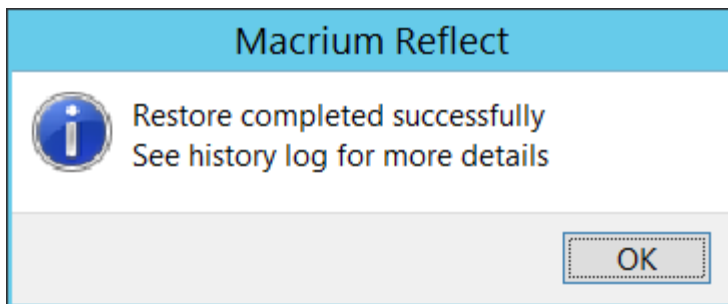 Macrium Reflect
Restore completed successfully
See history log for more details
OK